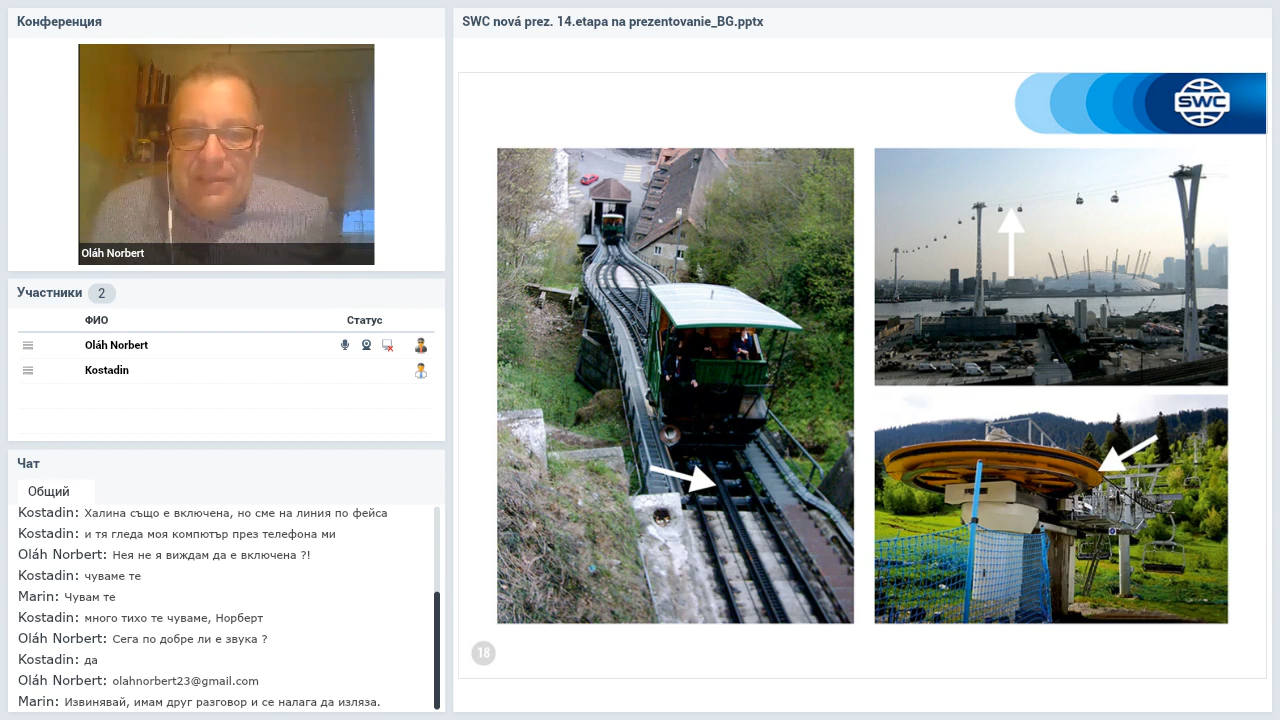 Конференция
Oláh Norbert
Участники 2
ФИО Статус
Oláh Norbert
Kostadin
Чат
Общий
Kostadin: Халина също е включена, но сме на линия по фейса
Kostadin: и тя гледа моя компютър през телефона ми
Oláh Norbert: Нея не я виждам да е включена ?!
Kostadin: чуваме те
Marin: Чувам те
Kostadin: много тихо те чуваме, Норберт
Oláh Norbert: Сега по добре ли е звука ?
Kostadin: да
Oláh Norbert: olahnorbert23@gmail.com
Marin: Извинявай, имам друг разговор и се налага да изляза.
SWC nová prez. 14.etapa na prezentovanie_BG.pptx
SWC
18